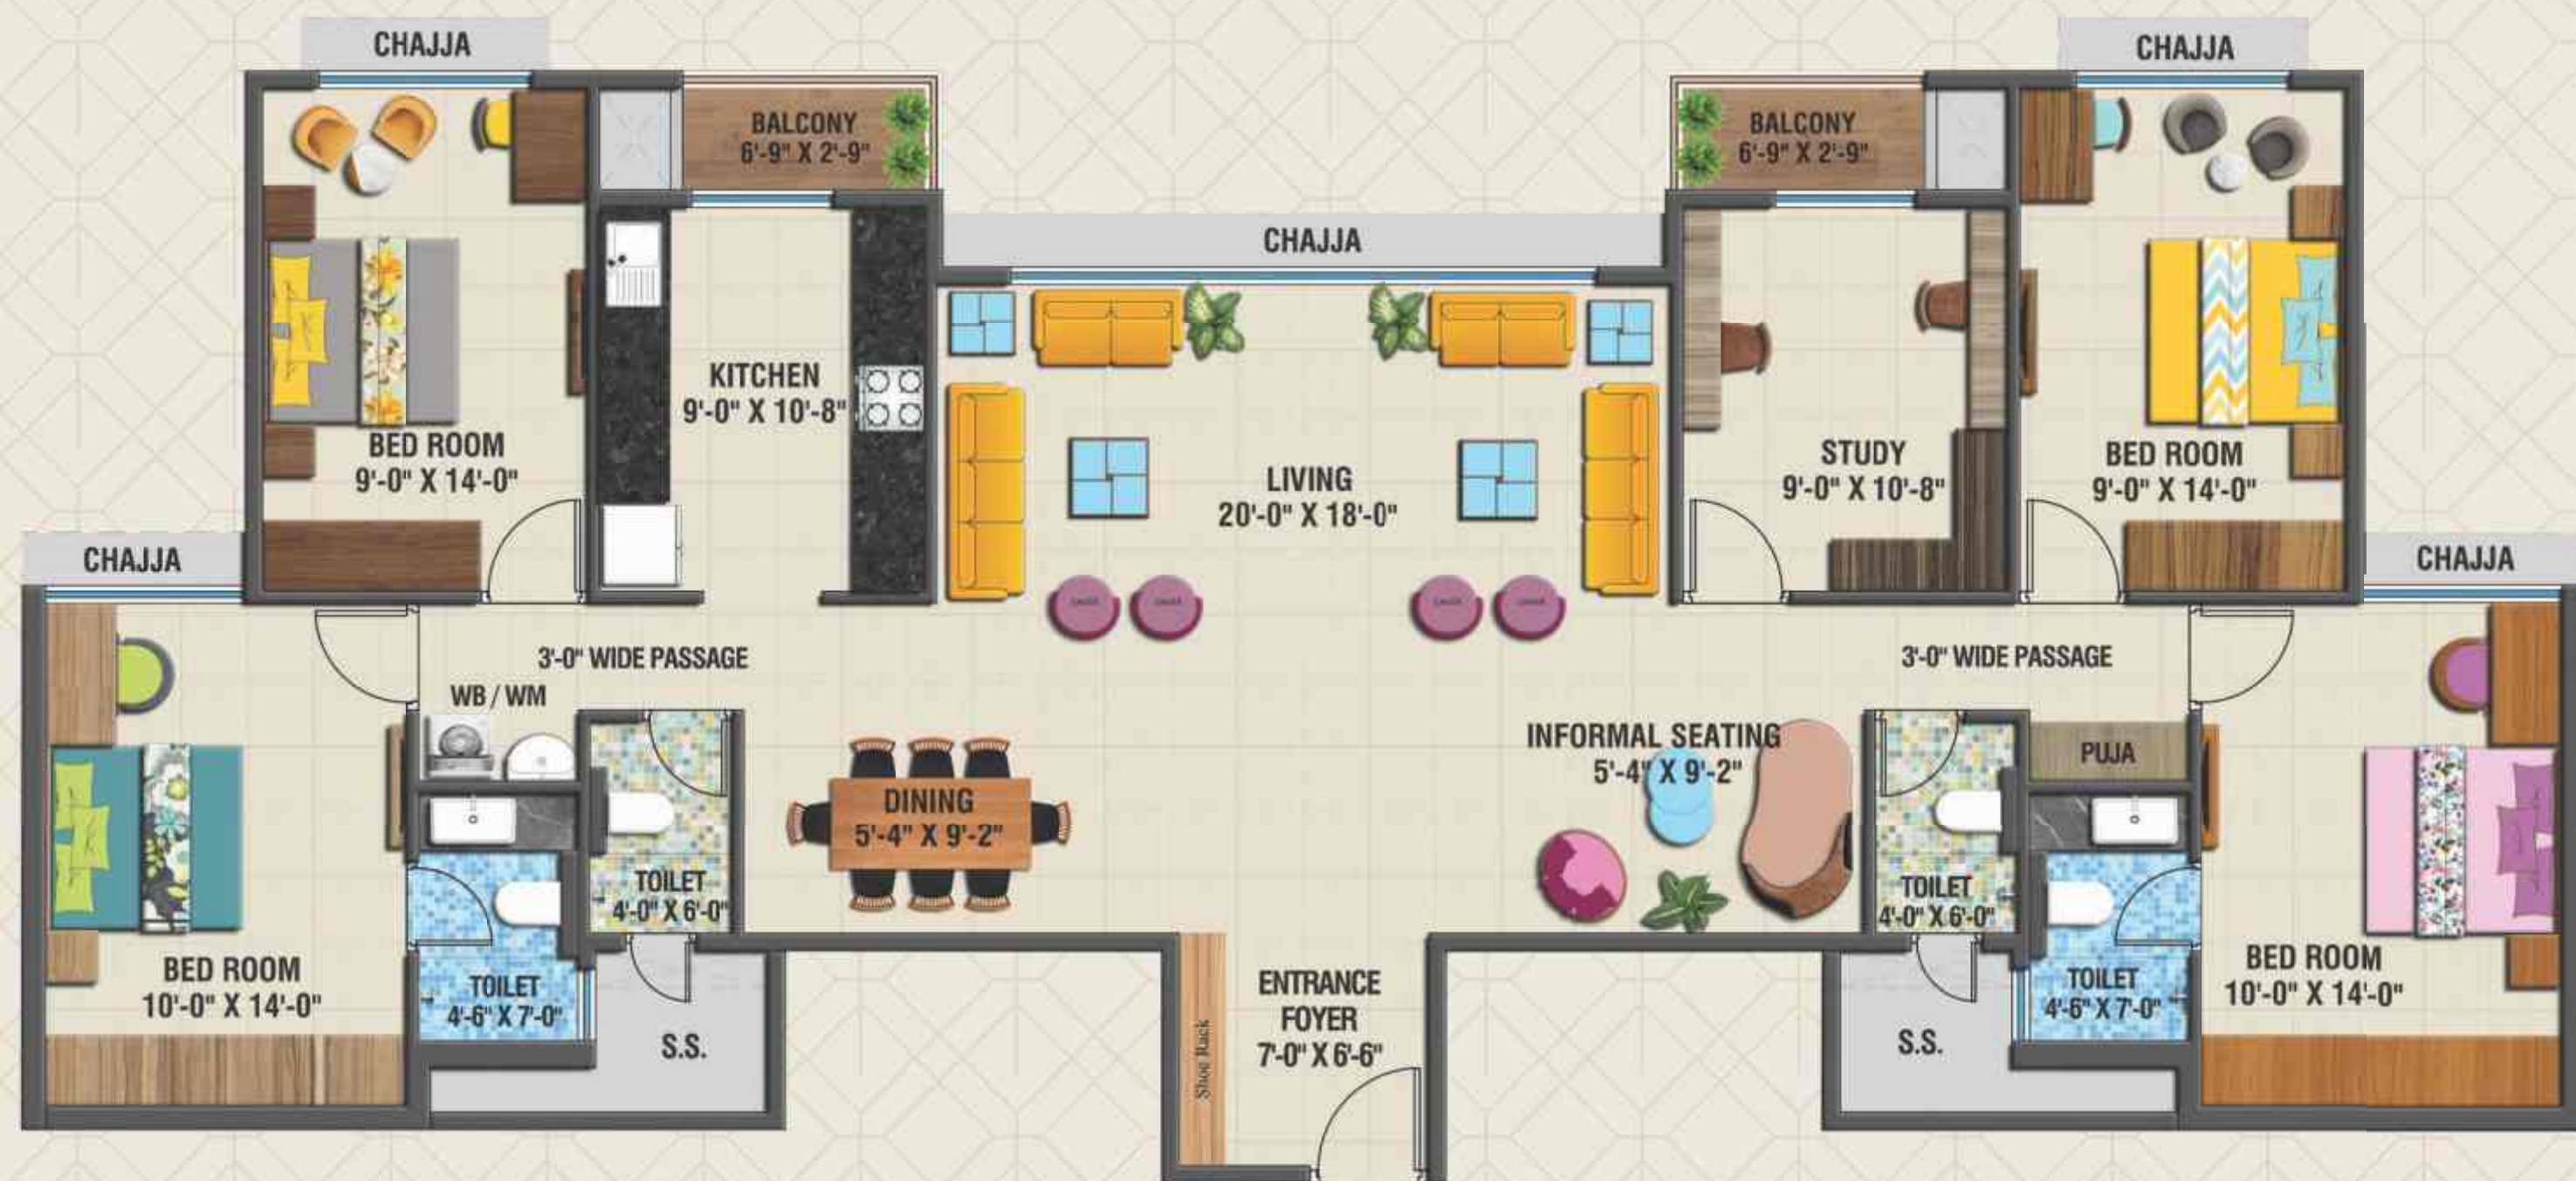 CHAJJA
CHAJJA
BALCONY
6'-9" X 2'-9"
BALCONY
6'-9" X 2'-9"
CHAJJA
KITCHEN
9'-0" X 10'-8"
BED ROOM
9'-0" X 14'-0"
LIVING
20'-0" X 18'-0"
STUDY
9'-0" X 10'-8"
BED ROOM
9'-0" X 14'-0"
CHAJJA
CHAJJA
3'-0" WIDE PASSAGE
3'-0" WIDE PASSAGE
WB / WM
INFORMAL SEATING
5'-4" X 9'-2"
PUJA
DINING
5'-4" X 9'-2"
TOILET
4'-0" X 6'-0"
TOILET
4'-0" X 6'-0"
BED ROOM
10'-0" X 14'-0"
TOILET
4'-6" X 7'-0"
S.S.
ENTRANCE
FOYER
7'-0" X 6'-6"
Shoe Rack
S.S.
TOILET
4'-6" X 7'-0"
BED ROOM
10'-0" X 14'-0"